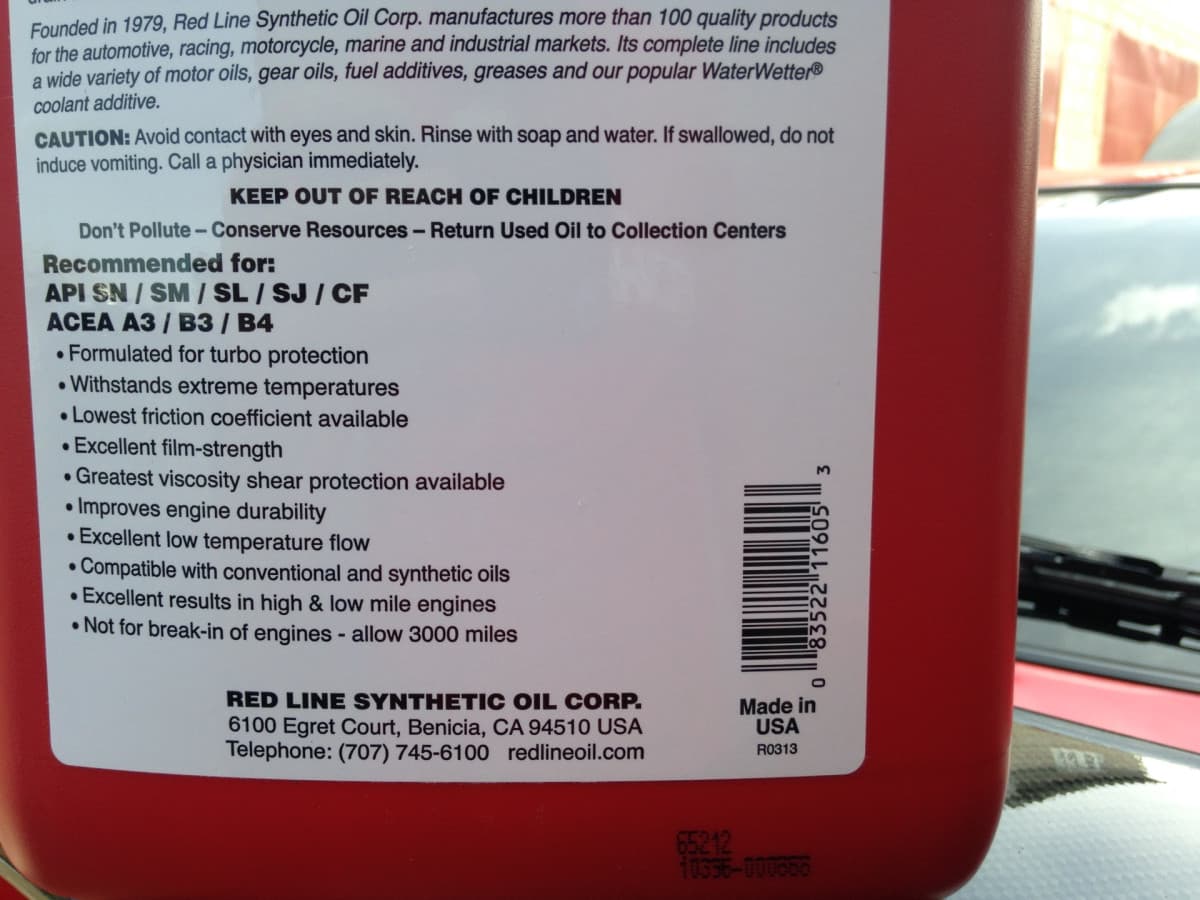 Founded in 1979, Red Line Synthetic Oil Corp. manufactures more than 100 quality products
for the automotive, racing, motorcycle, marine and industrial markets. Its complete line includes
a wide variety of motor oils, gear oils, fuel additives, greases and our popular WaterWetter®
coolant additive.
CAUTION: Avoid contact with eyes and skin. Rinse with soap and water. If swallowed, do not
induce vomiting. Call a physician immediately.
KEEP OUT OF REACH OF CHILDREN
Don't Pollute – Conserve Resources – Return Used Oil to Collection Centers
Recommended for:
API SN / SM / SL / SJ / CF
ACEA A3 / B3 / B4
• Formulated for turbo protection
• Withstands extreme temperatures
• Lowest friction coefficient available
• Excellent film-strength
• Greatest viscosity shear protection available
• Improves engine durability
• Excellent low temperature flow
• Compatible with conventional and synthetic oils
• Excellent results in high & low mile engines
• Not for break-in of engines - allow 3000 miles
0 83522 11605 3
RED LINE SYNTHETIC OIL CORP.
6100 Egret Court, Benicia, CA 94510 USA
Telephone: (707) 745-6100 redlineoil.com
Made in
USA
R0313
65212